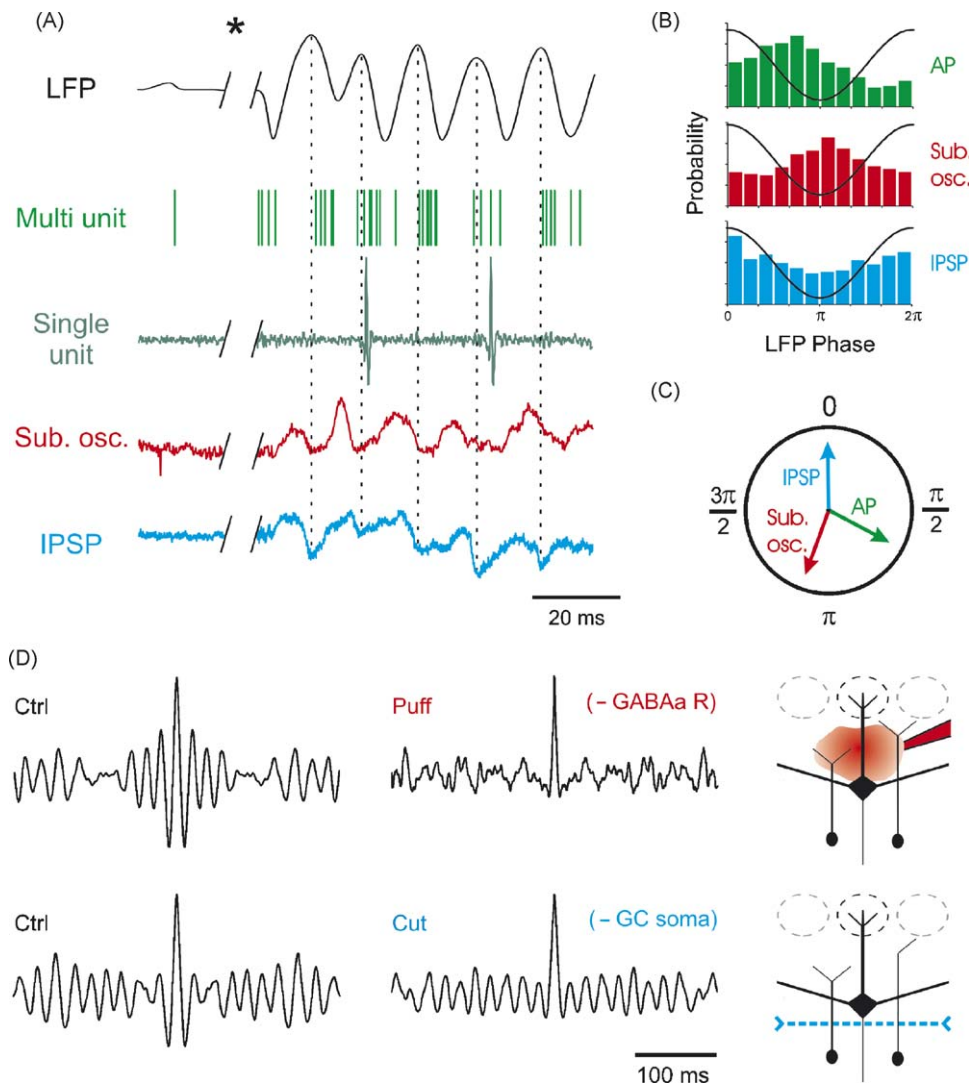 (A)
*
LFP
Multi unit
Single
unit
Sub. osc.
IPSP
20 ms
(B)
Probability
AP
Sub.
osc.
IPSP
0
π
2π
LFP Phase
(C)
0
π
2
π
3π
2
IPSP
AP
Sub.
osc.
(D)
Ctrl
Puff
(– GABAa R)
Ctrl
Cut
(– GC soma)
100 ms